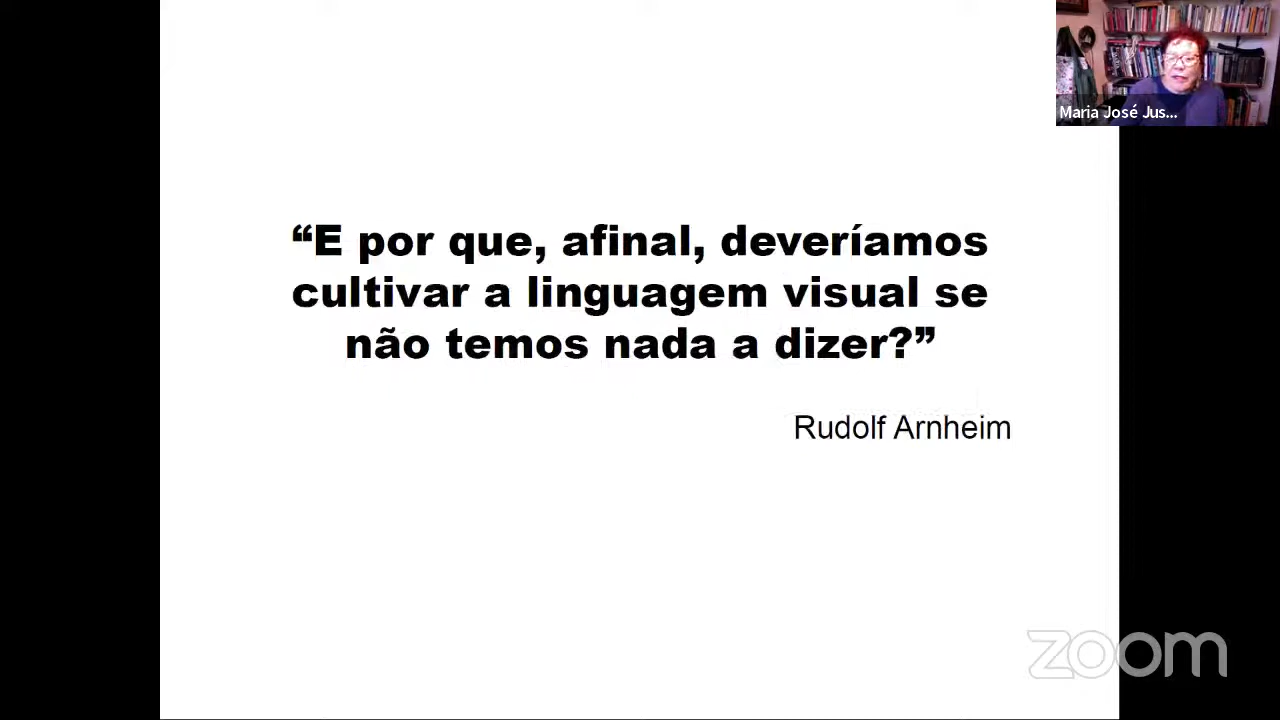 Maria José Jus...
“E por que, afinal, deveríamos
cultivar a linguagem visual se
não temos nada a dizer?”
Rudolf Arnheim
zoom